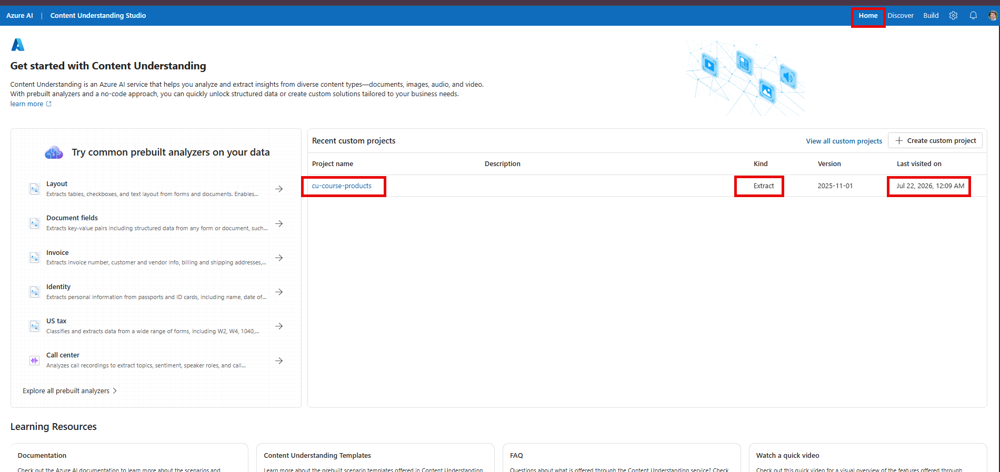 Azure AI | Content Understanding Studio
Home Discover Build
Get started with Content Understanding
Content Understanding is an Azure AI service that helps you analyze and extract insights from diverse content types—documents, images, audio, and video.
With prebuilt analyzers and a no-code approach, you can quickly unlock structured data or create custom solutions tailored to your business needs.
learn more
Try common prebuilt analyzers on your data
Layout
Extracts tables, checkboxes, and text layout from forms and documents. Enables...
Document fields
Extracts key-value pairs including structured data from any form or document, such...
Invoice
Extracts invoice number, customer and vendor info, billing and shipping addresses,...
Identity
Extracts personal information from passports and ID cards, including name, date of...
US tax
Classifies and extracts data from a wide range of forms, including W2, W4, 1040,...
Call center
Analyzes call recordings to extract topics, sentiment, speaker roles, and call...
Explore all prebuilt analyzers
Recent custom projects
View all custom projects
Create custom project
Project name Description Kind Version Last visited on
cu-course-products Extract 2025-11-01 Jul 22, 2026, 12:09 AM
Learning Resources
Documentation
Check out the Azure AI documentation to learn more about the scenarios and
Content Understanding Templates
Learn more about the prebuilt scenario templates offered in Content Understanding
FAQ
Questions about what is offered through the Content Understanding service? Check
Watch a quick video
Check out this quick video for a visual overview of the features offered through